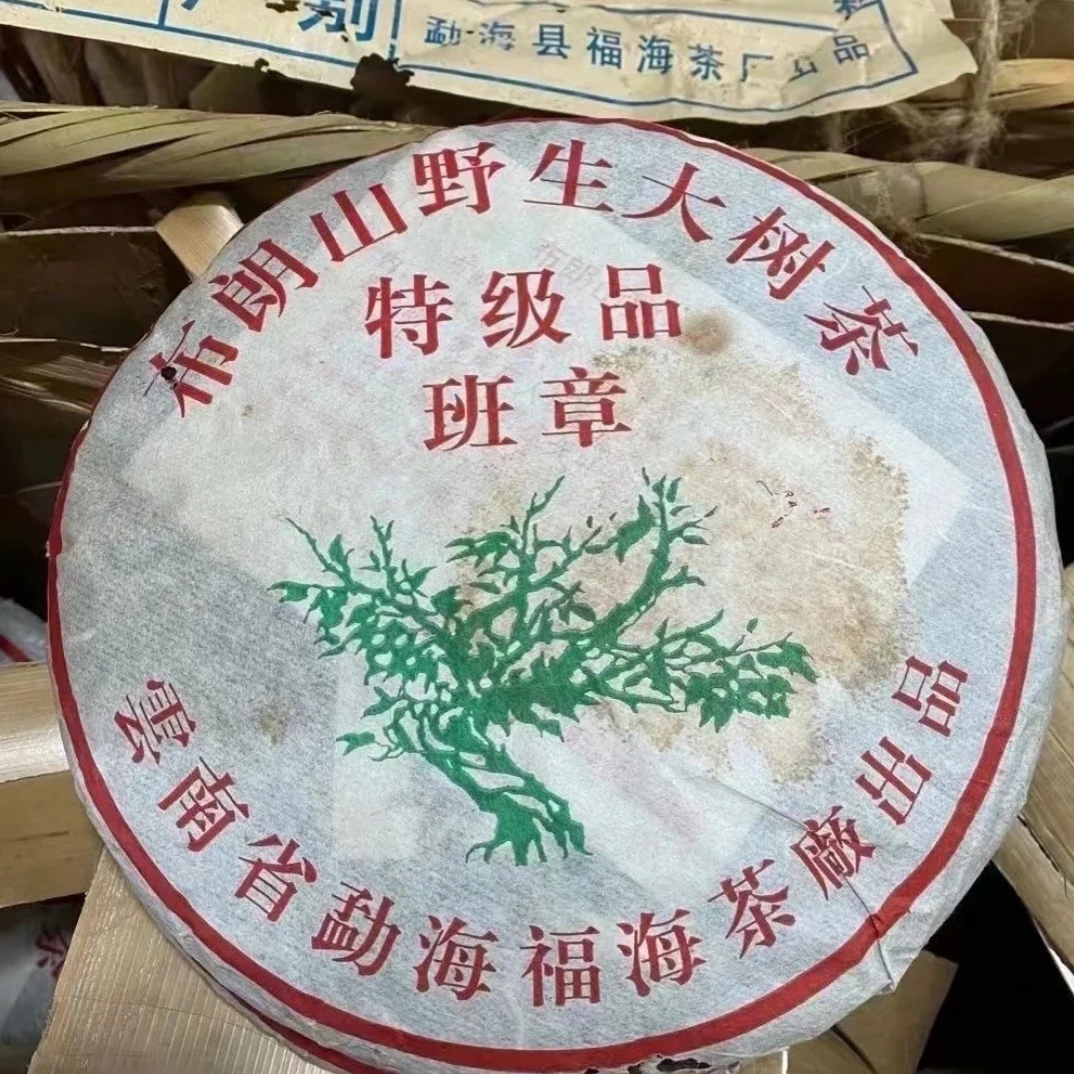 别
勐海县福海茶厂出品
布朗山野生大树茶
特级品
班章
雲南省勐海福海茶廠出品